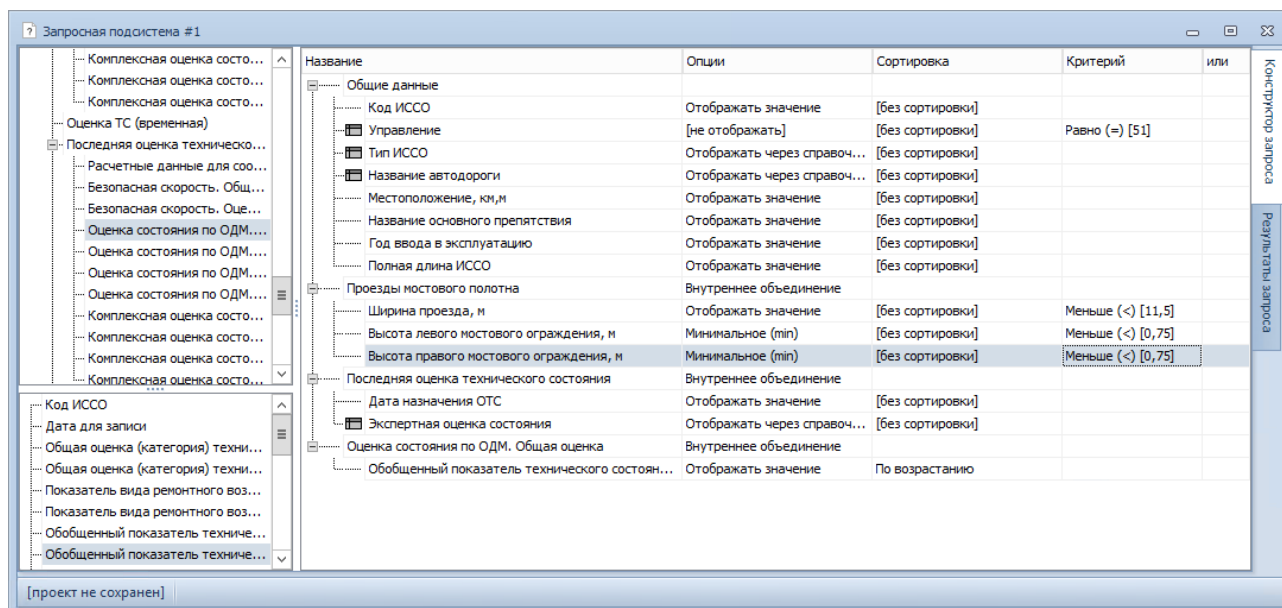 Запросная подсистема #1
Комплексная оценка состо...
Комплексная оценка состо...
Комплексная оценка состо...
Оценка ТС (временная)
Последняя оценка техническо...
Расчетные данные для соо...
Безопасная скорость. Общ...
Безопасная скорость. Оце...
Оценка состояния по ОДМ....
Оценка состояния по ОДМ....
Оценка состояния по ОДМ....
Оценка состояния по ОДМ....
Комплексная оценка состо...
Комплексная оценка состо...
Комплексная оценка состо...
Комплексная оценка состо...
Код ИССО
Дата для записи
Общая оценка (категория) техни...
Общая оценка (категория) техни...
Показатель вида ремонтного воз...
Показатель вида ремонтного воз...
Обобщенный показатель техниче...
Обобщенный показатель техниче...
Название Опции Сортировка Критерий или
Общие данные
Код ИССО Отображать значение [без сортировки]
Управление [не отображать] [без сортировки] Равно (=) [51]
Тип ИССО Отображать через справоч... [без сортировки]
Название автодороги Отображать через справоч... [без сортировки]
Местоположение, км,м Отображать значение [без сортировки]
Название основного препятствия Отображать значение [без сортировки]
Год ввода в эксплуатацию Отображать значение [без сортировки]
Полная длина ИССО Отображать значение [без сортировки]
Проезды мостового полотна Внутреннее объединение
Ширина проезда, м Отображать значение [без сортировки] Меньше (<) [11,5]
Высота левого мостового ограждения, м Минимальное (min) [без сортировки] Меньше (<) [0,75]
Высота правого мостового ограждения, м Минимальное (min) [без сортировки] Меньше (<) [0,75]
Последняя оценка технического состояния Внутреннее объединение
Дата назначения ОТС Отображать значение [без сортировки]
Экспертная оценка состояния Отображать через справоч... [без сортировки]
Оценка состояния по ОДМ. Общая оценка Внутреннее объединение
Обобщенный показатель технического состоян... Отображать значение По возрастанию
Конструктор запроса
Результаты запроса
[проект не сохранен]